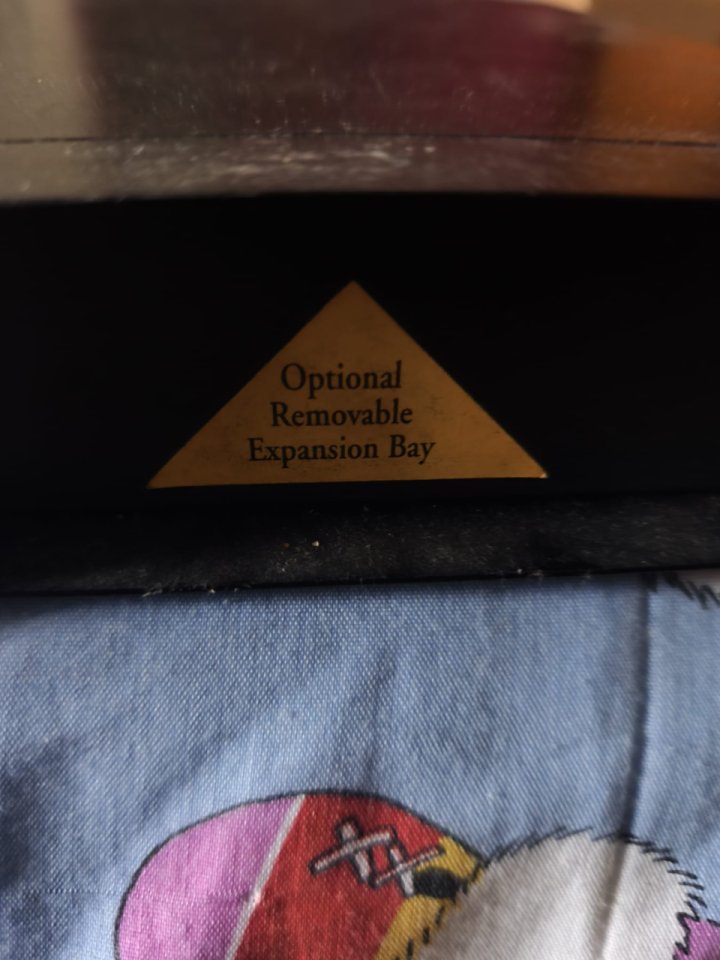 Optional
Removable
Expansion Bay